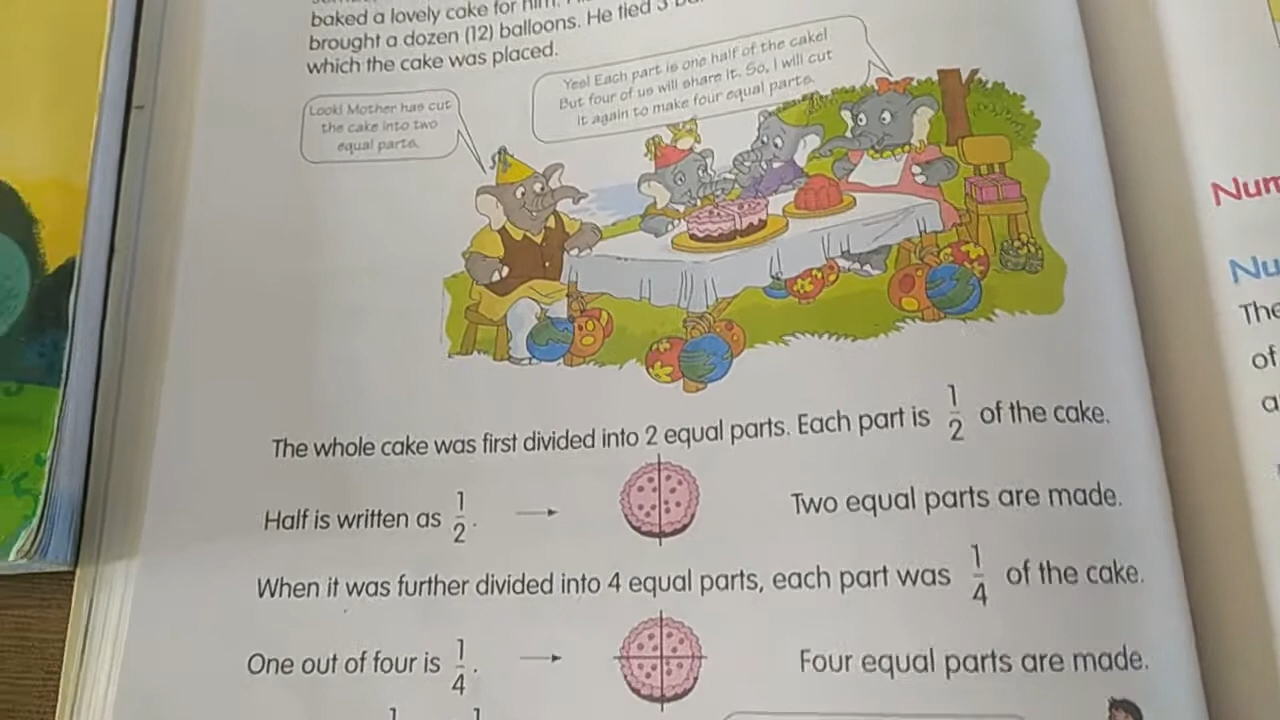 baked a lovely cake for him.
brought a dozen (12) balloons. He tied 3
which the cake was placed.
Look! Mother has cut
the cake into two
equal parts.
Yes! Each part is one half of the cake!
But four of us will share it. So, I will cut
it again to make four equal parts.
The whole cake was first divided into 2 equal parts. Each part is 1/2 of the cake.
Half is written as 1/2. → Two equal parts are made.
When it was further divided into 4 equal parts, each part was 1/4 of the cake.
One out of four is 1/4. → Four equal parts are made.
1 1
Num
Nu
The
of
a